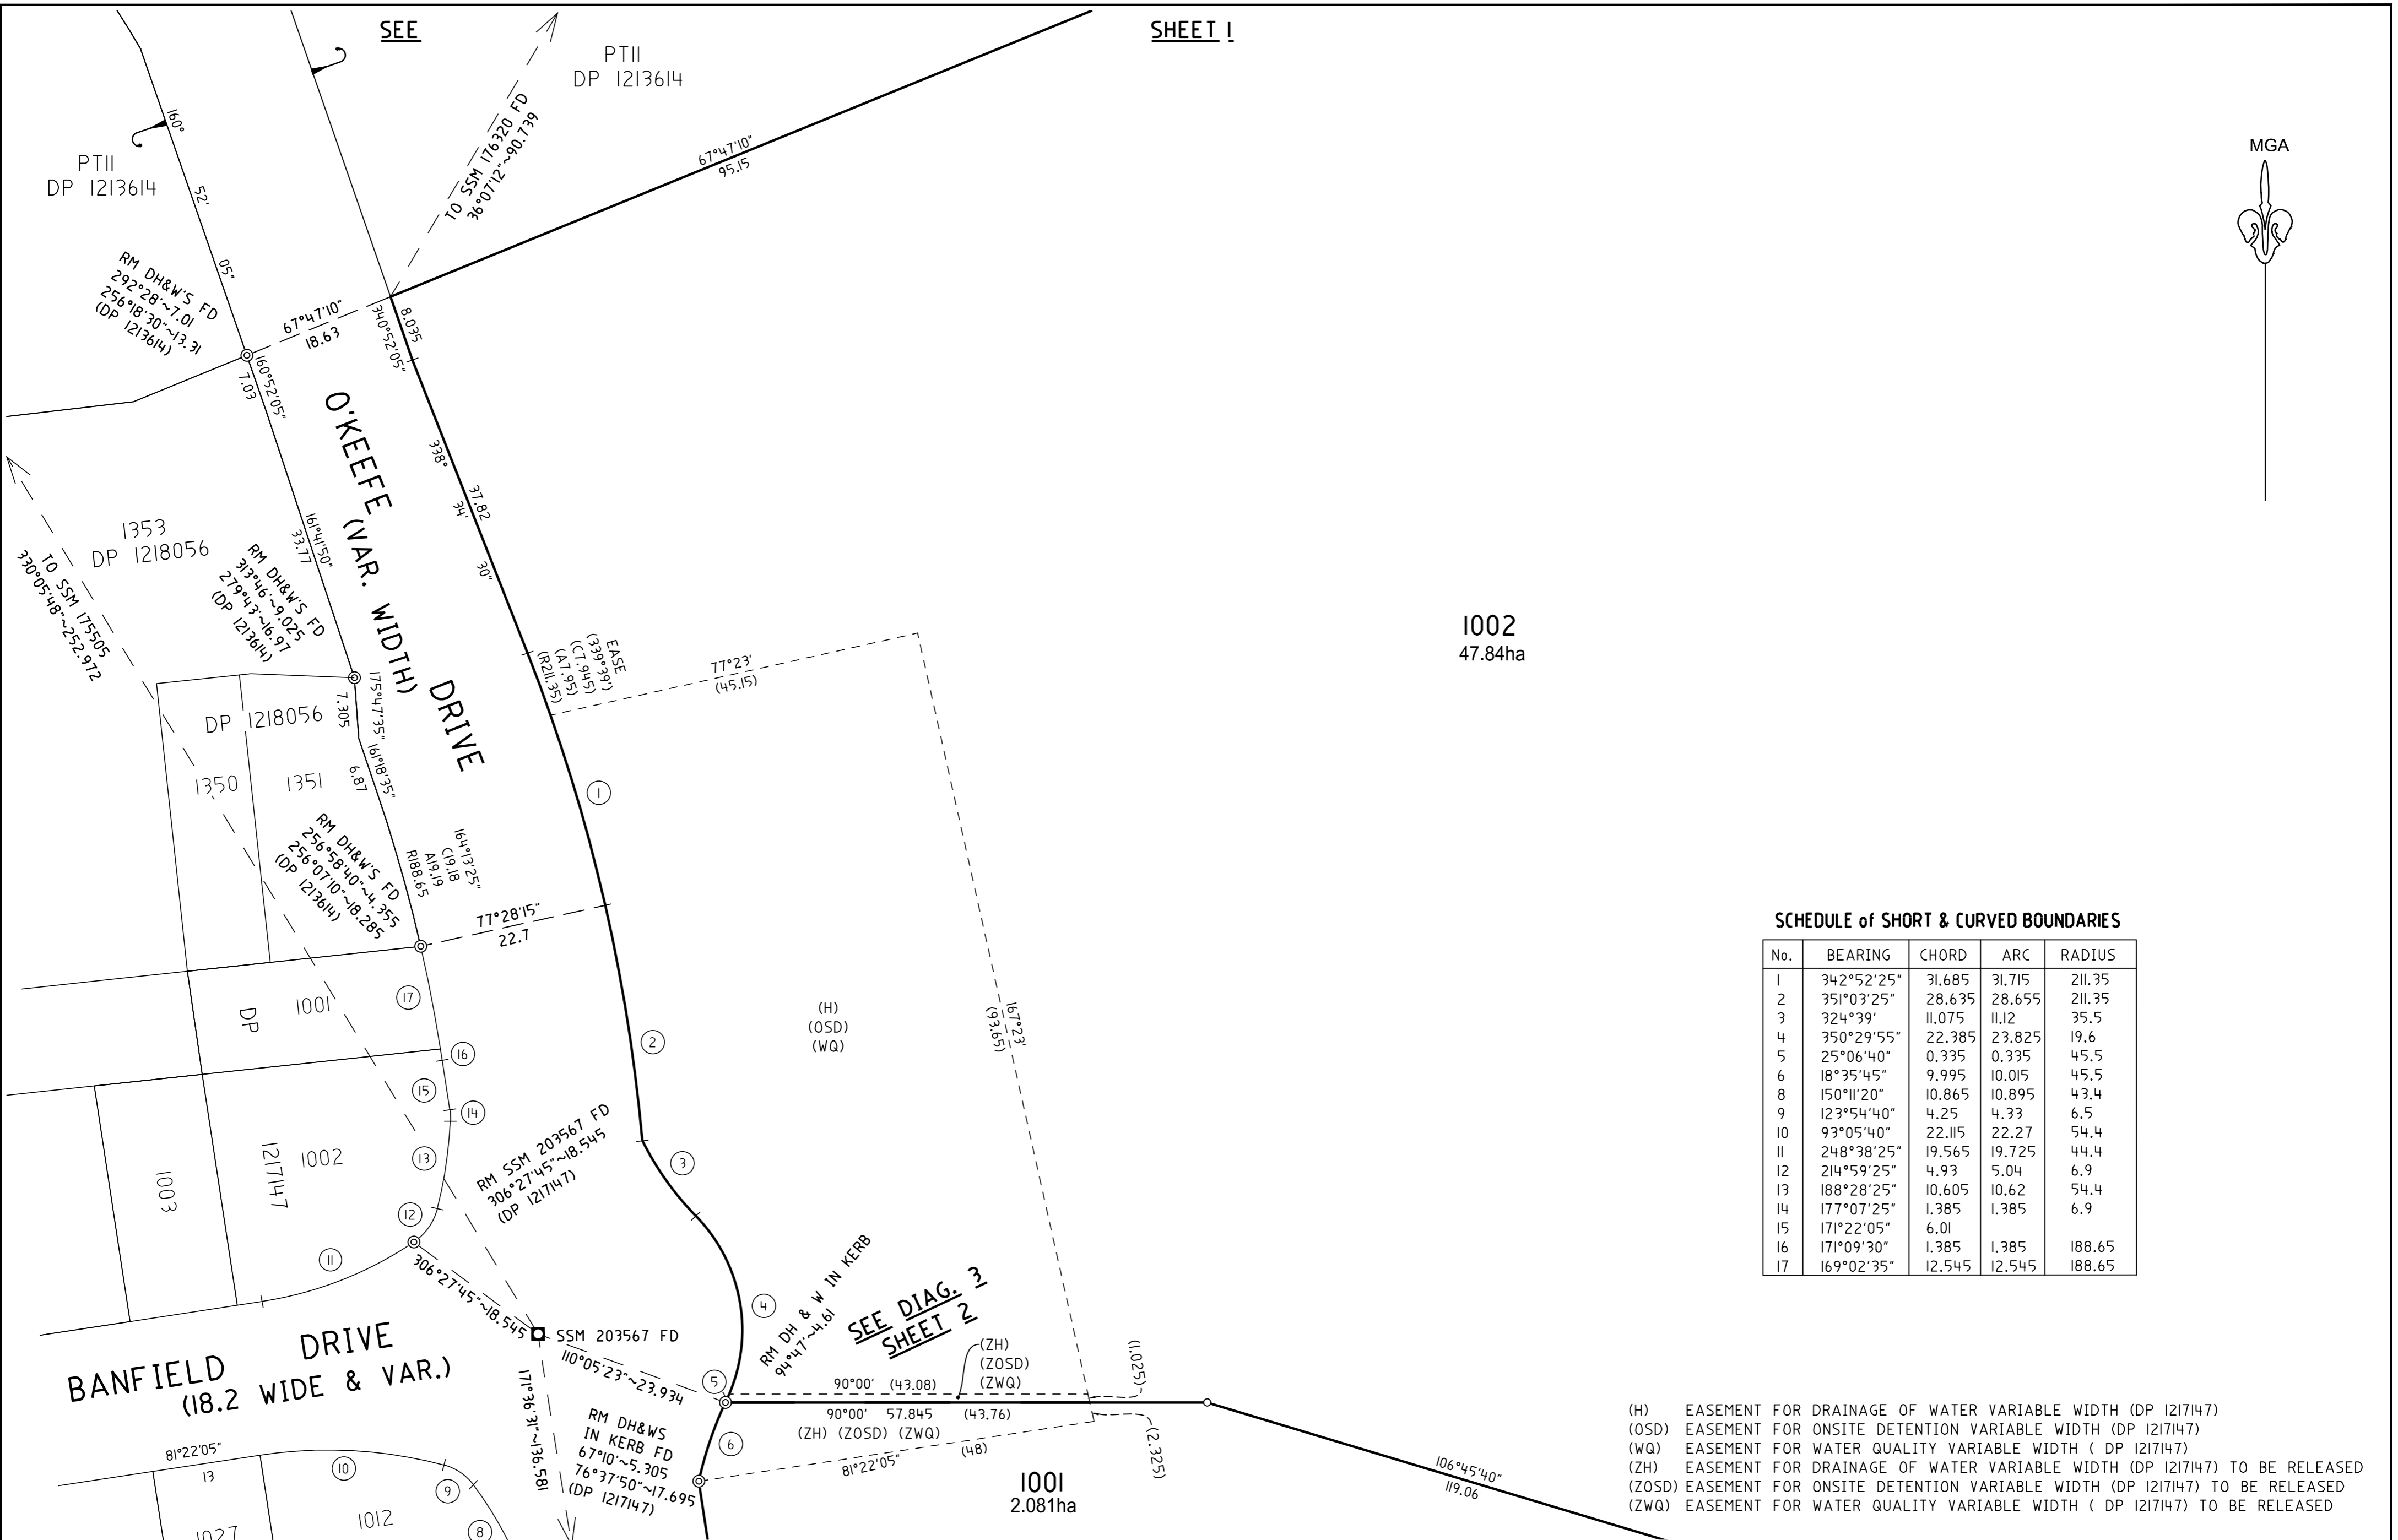 SEE
SHEET 1
PT11
DP 1213614
MGA
160°
52'
05"
PT11
DP 1213614
TO SSM 176320 FD
36°07'12"~90.739
67°47'10"
95.15
RM DH&W'S FD
292°28'~7.01
256°18'30"~13.31
(DP 1213614)
67°47'10"
18.63
8.035
340°52'05"
160°52'05"
7.03
O'KEEFE DRIVE
(VAR. WIDTH)
338°
34'
30"
37.82
1353
DP 1218056
161°41'50"
33.77
TO SSM 175505
330°05'48"~252.972
RM DH&W'S FD
313°46'~9.025
279°43'~16.97
(DP 1213614)
EASE
(339°39')
(C7.945)
(A7.95)
(R211.35)
77°23'
(45.15)
1002
47.84ha
DP 1218056
175°47'35"
7.305
161°18'35"
6.87
1350
1351
1
RM DH&W'S FD
256°58'40"~4.355
256°07'10"~18.285
(DP 1213614)
164°13'25"
C19.18
A19.19
R188.65
77°28'15"
22.7
1001
DP
1217147
17
16
15
14
13
12
11
1002
1003
2
3
4
5
6
(H)
(OSD)
(WQ)
167°23'
(93.65)
RM SSM 203567 FD
306°27'45"~18.545
(DP 1217147)
306°27'45"~18.545
SSM 203567 FD
110°05'23"~23.934
171°36'31"~136.581
RM DH & W IN KERB
94°47'~4.61
SEE DIAG. 3
SHEET 2
(ZH)
(ZOSD)
(ZWQ)
90°00' (43.08)
90°00' 57.845 (43.76)
(ZH) (ZOSD) (ZWQ)
(1.025)
(2.325)
81°22'05" (48)
RM DH&WS
IN KERB FD
67°10'~5.305
76°37'50"~17.695
(DP 1217147)
BANFIELD DRIVE
(18.2 WIDE & VAR.)
81°22'05"
13
10
9
8
1027
1012
1001
2.081ha
106°45'40"
119.06
SCHEDULE of SHORT & CURVED BOUNDARIES
No. BEARING CHORD ARC RADIUS
1 342°52'25" 31.685 31.715 211.35
2 351°03'25" 28.635 28.655 211.35
3 324°39' 11.075 11.12 35.5
4 350°29'55" 22.385 23.825 19.6
5 25°06'40" 0.335 0.335 45.5
6 18°35'45" 9.995 10.015 45.5
8 150°11'20" 10.865 10.895 43.4
9 123°54'40" 4.25 4.33 6.5
10 93°05'40" 22.115 22.27 54.4
11 248°38'25" 19.565 19.725 44.4
12 214°59'25" 4.93 5.04 6.9
13 188°28'25" 10.605 10.62 54.4
14 177°07'25" 1.385 1.385 6.9
15 171°22'05" 6.01
16 171°09'30" 1.385 1.385 188.65
17 169°02'35" 12.545 12.545 188.65
(H) EASEMENT FOR DRAINAGE OF WATER VARIABLE WIDTH (DP 1217147)
(OSD) EASEMENT FOR ONSITE DETENTION VARIABLE WIDTH (DP 1217147)
(WQ) EASEMENT FOR WATER QUALITY VARIABLE WIDTH ( DP 1217147)
(ZH) EASEMENT FOR DRAINAGE OF WATER VARIABLE WIDTH (DP 1217147) TO BE RELEASED
(ZOSD) EASEMENT FOR ONSITE DETENTION VARIABLE WIDTH (DP 1217147) TO BE RELEASED
(ZWQ) EASEMENT FOR WATER QUALITY VARIABLE WIDTH ( DP 1217147) TO BE RELEASED